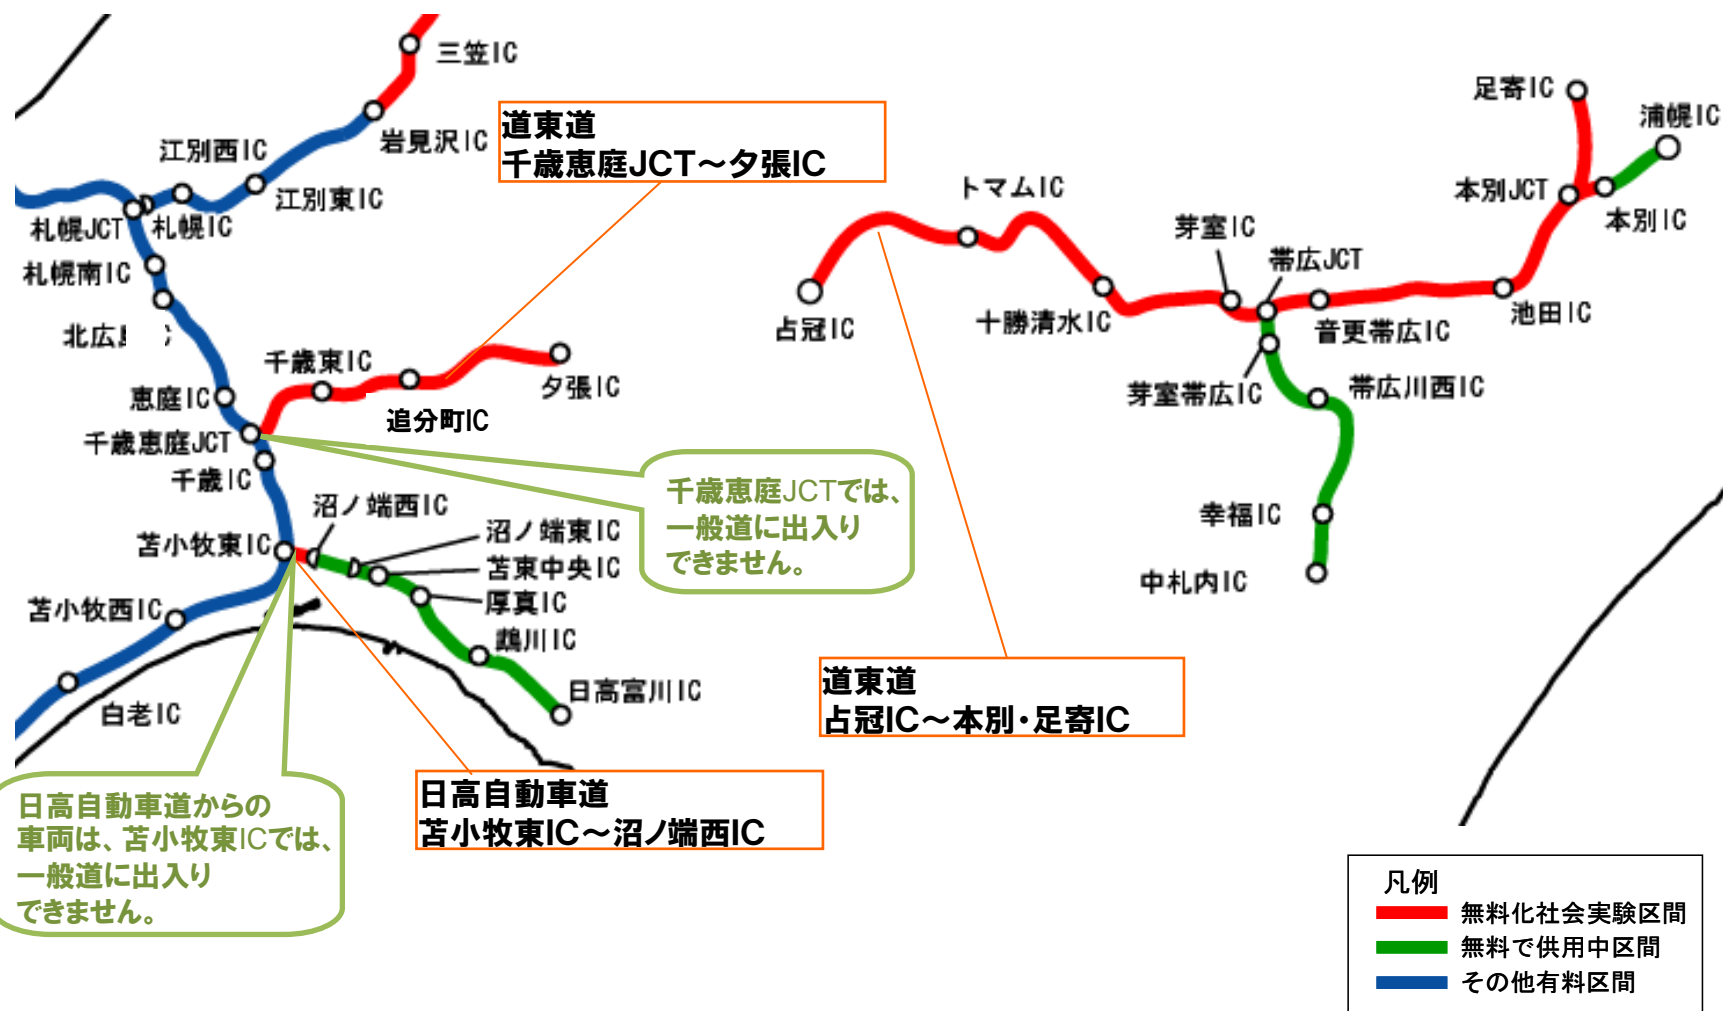 三笠IC
岩見沢IC
江別西IC
江別東IC
札幌JCT
札幌IC
札幌南IC
北広
恵庭IC
千歳恵庭JCT
千歳IC
千歳東IC
追分町IC
夕張IC
苫小牧東IC
沼ノ端西IC
沼ノ端東IC
苫東中央IC
厚真IC
鵡川IC
日高富川IC
苫小牧西IC
白老IC
道東道
千歳恵庭JCT～夕張IC
千歳恵庭JCTでは、
一般道に出入り
できません。
日高自動車道からの
車両は、苫小牧東ICでは、
一般道に出入り
できません。
日高自動車道
苫小牧東IC～沼ノ端西IC
占冠IC
トマムIC
十勝清水IC
芽室IC
帯広JCT
音更帯広IC
池田IC
本別JCT
本別IC
足寄IC
浦幌IC
芽室帯広IC
帯広川西IC
幸福IC
中札内IC
道東道
占冠IC～本別・足寄IC
凡例
無料化社会実験区間
無料で供用中区間
その他有料区間